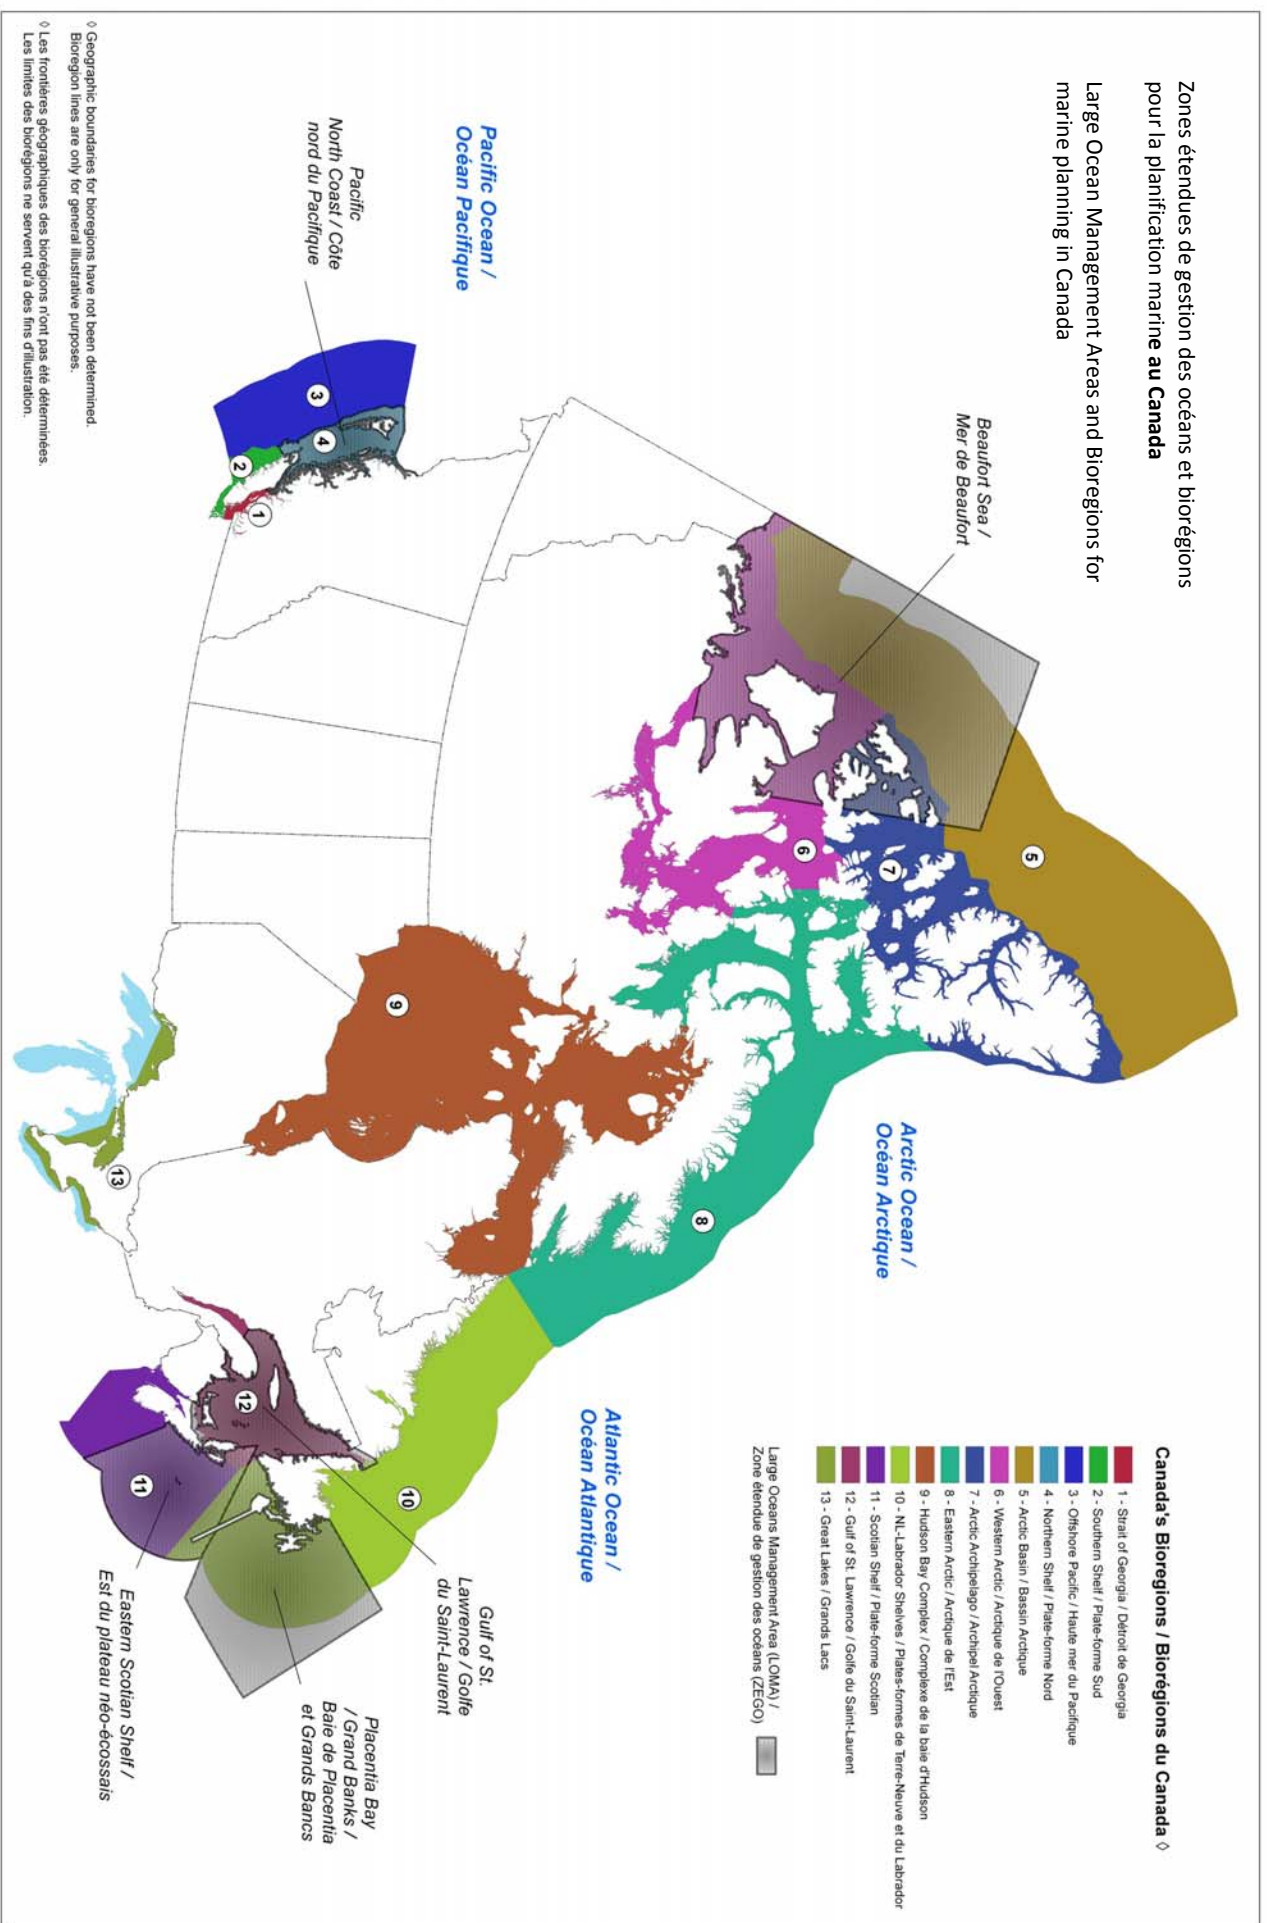 Zones étendues de gestion des océans et biorégions
pour la planification marine au Canada
Large Ocean Management Areas and Bioregions for
marine planning in Canada
Beaufort Sea /
Mer de Beaufort
Pacific Ocean /
Océan Pacifique
Pacific
North Coast / Côte
nord du Pacifique
Arctic Ocean /
Océan Arctique
Atlantic Ocean /
Océan Atlantique
Canada's Bioregions / Biorégions du Canada ◊
1 - Strait of Georgia / Détroit de Georgia
2 - Southern Shelf / Plate-forme Sud
3 - Offshore Pacific / Haute mer du Pacifique
4 - Northern Shelf / Plate-forme Nord
5 - Arctic Basin / Bassin Arctique
6 - Western Arctic / Arctique de l'Ouest
7 - Arctic Archipelago / Archipel Arctique
8 - Eastern Arctic / Arctique de l'Est
9 - Hudson Bay Complex / Complexe de la baie d'Hudson
10 - NL-Labrador Shelves / Plates-formes de Terre-Neuve et du Labrador
11 - Scotian Shelf / Plate-forme Scotian
12 - Gulf of St. Lawrence / Golfe du Saint-Laurent
13 - Great Lakes / Grands Lacs
Large Oceans Management Area (LOMA) /
Zone étendue de gestion des océans (ZEGO)
5
7
6
8
3
4
2
1
9
10
12
11
13
Gulf of St.
Lawrence / Golfe
du Saint-Laurent
Placentia Bay
/ Grand Banks /
Baie de Placentia
et Grands Bancs
Eastern Scotian Shelf /
Est du plateau néo-écossais
◊ Geographic boundaries for bioregions have not been determined.
Bioregion lines are only for general illustrative purposes.
◊ Les frontières géographiques des biorégions n'ont pas été déterminées.
Les limites des biorégions ne servent qu'à des fins d'illustration.